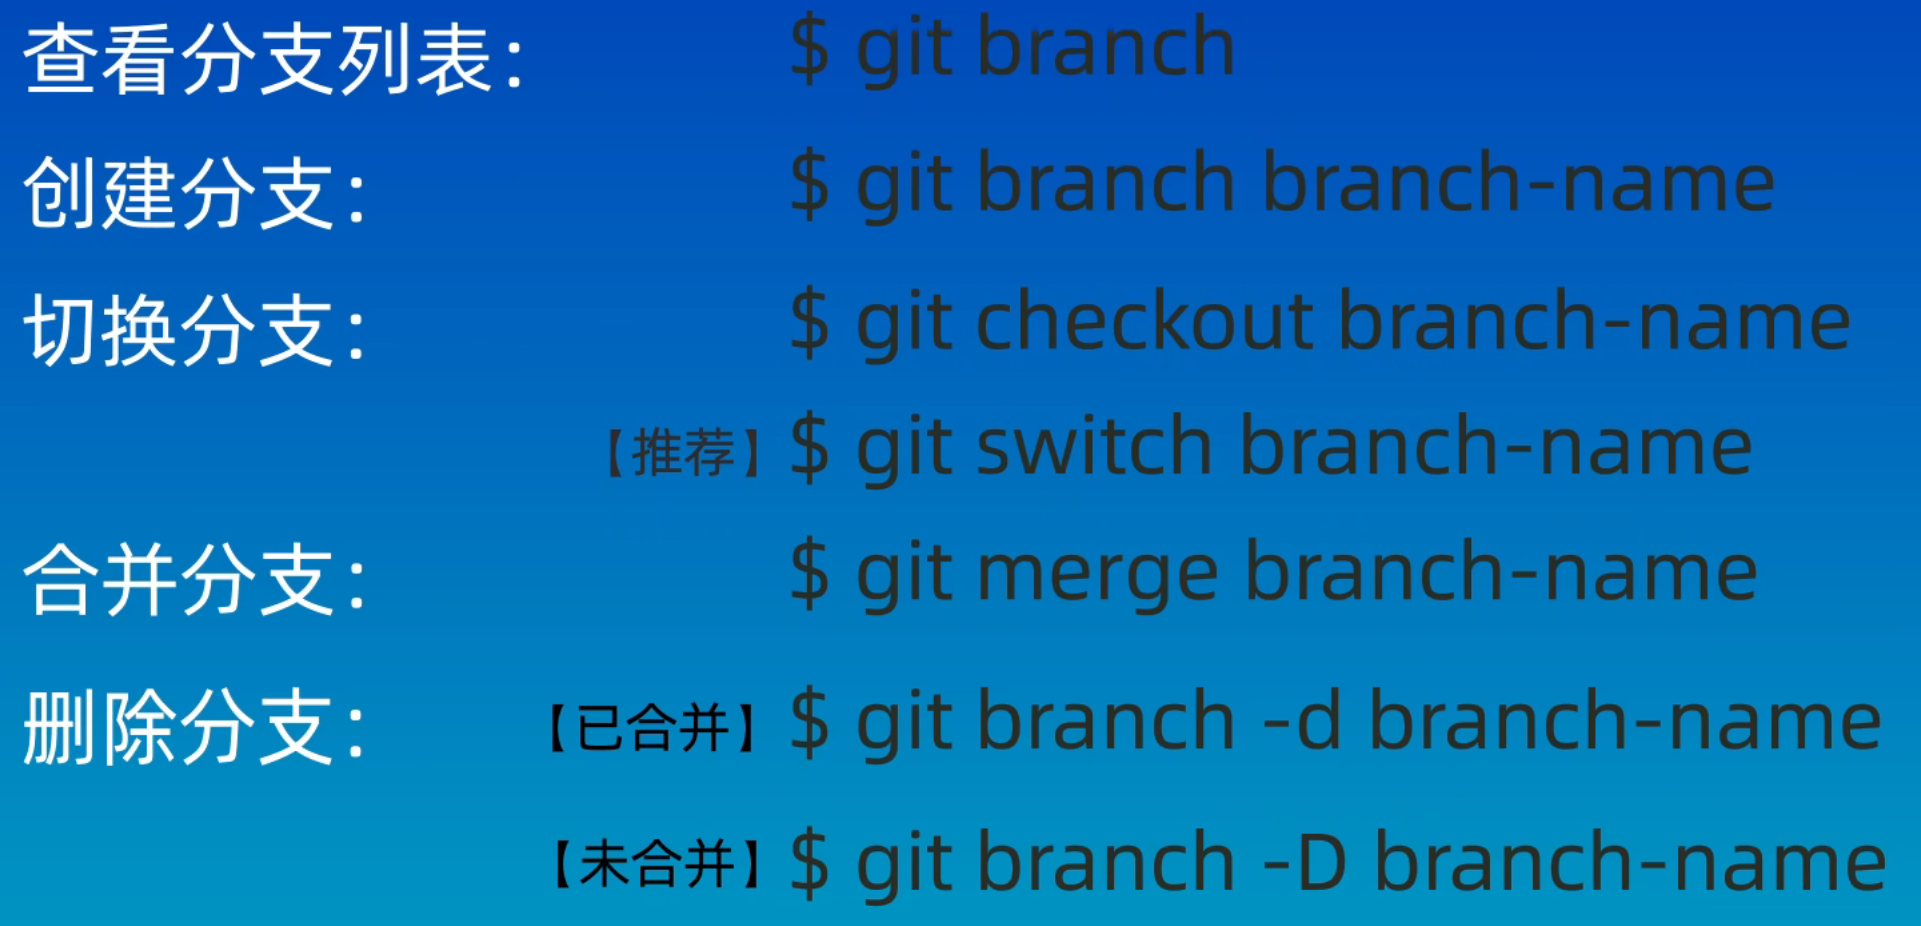 查看分支列表： $ git branch
创建分支： $ git branch branch-name
切换分支： $ git checkout branch-name
【推荐】 $ git switch branch-name
合并分支： $ git merge branch-name
删除分支： 【已合并】 $ git branch -d branch-name
【未合并】 $ git branch -D branch-name